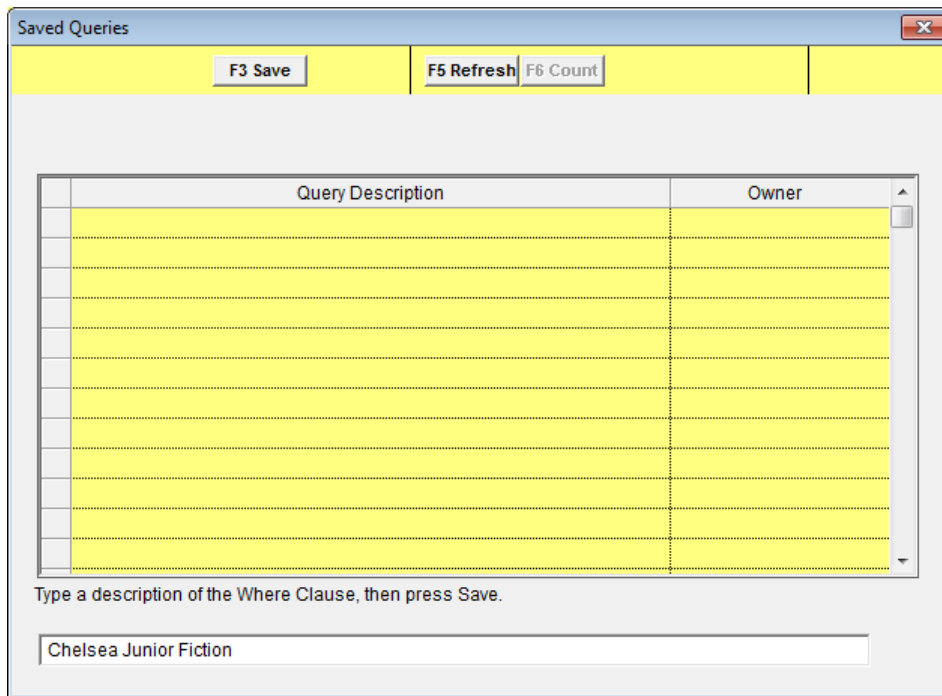 Saved Queries
F3 Save F5 Refresh F6 Count
Query Description Owner
Type a description of the Where Clause, then press Save.
Chelsea Junior Fiction